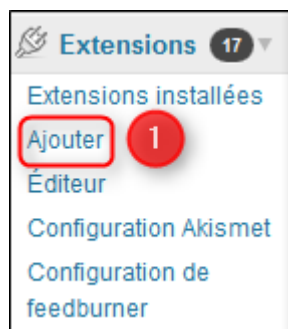 Extensions 17
Extensions installées
Ajouter 1
Éditeur
Configuration Akismet
Configuration de
feedburner